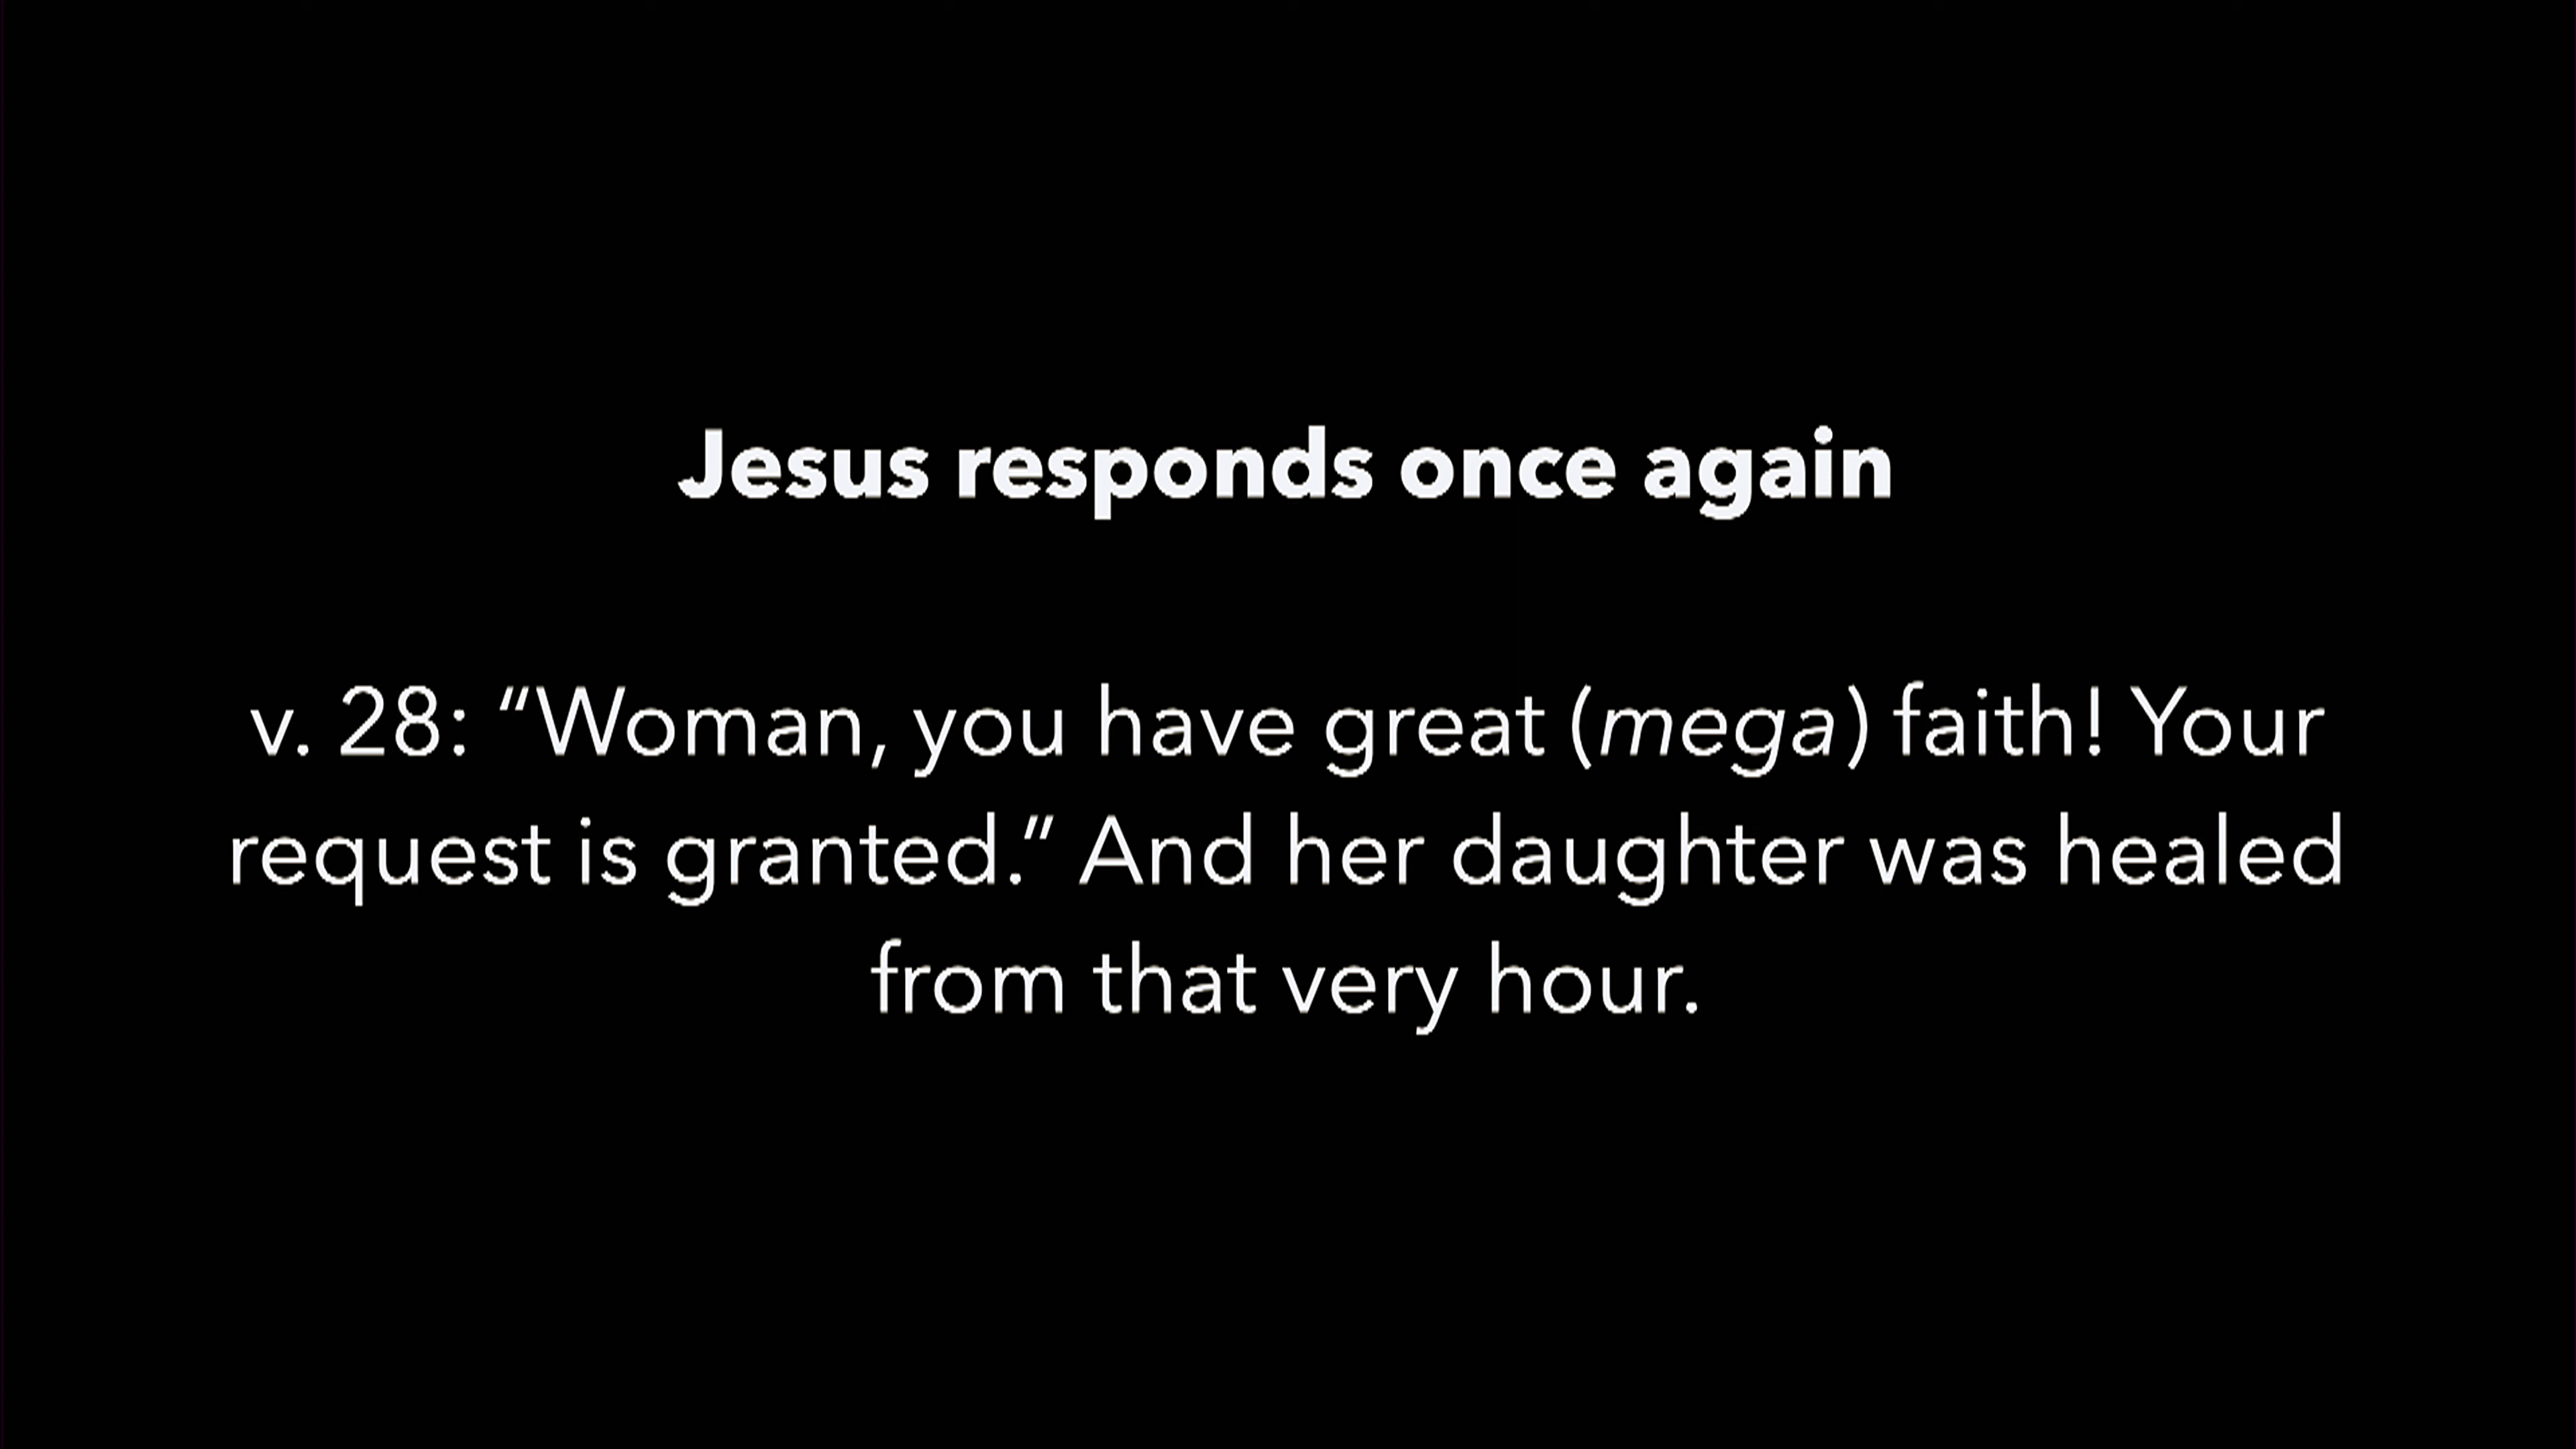 Jesus responds once again
v. 28: “Woman, you have great (mega) faith! Your
request is granted.” And her daughter was healed
from that very hour.